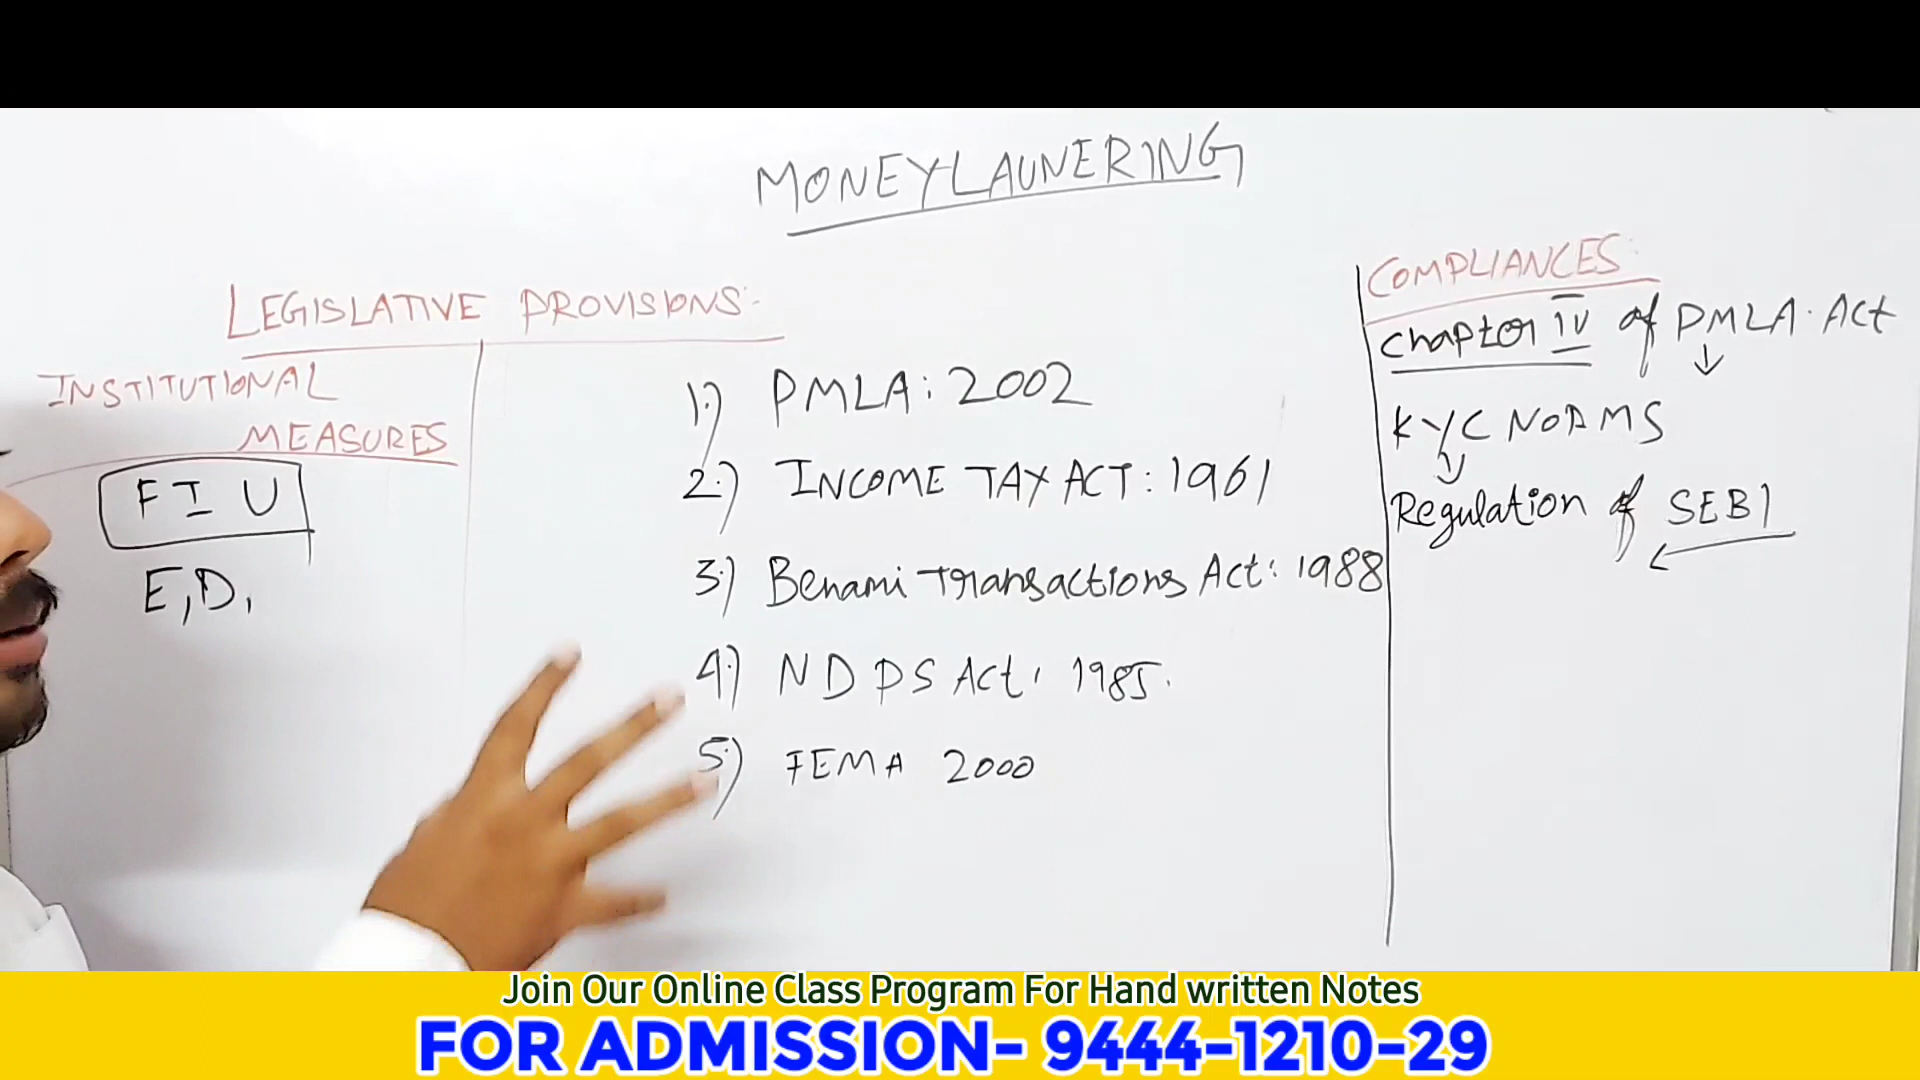 MONEYLAUNERING
LEGISLATIVE PROVISIONS:-
INSTITUTIONAL
MEASURES
F I U
E,D,
1.) PMLA: 2002
2.) INCOME TAX ACT: 1961
3.) Benami Transactions Act: 1988
4.) NDPS Act, 1985.
5.) FEMA 2000
COMPLIANCES:
Chapter IV of PMLA. Act
KYC NORMS
Regulation of SEBI
Join Our Online Class Program For Hand written Notes
FOR ADMISSION- 9444-1210-29